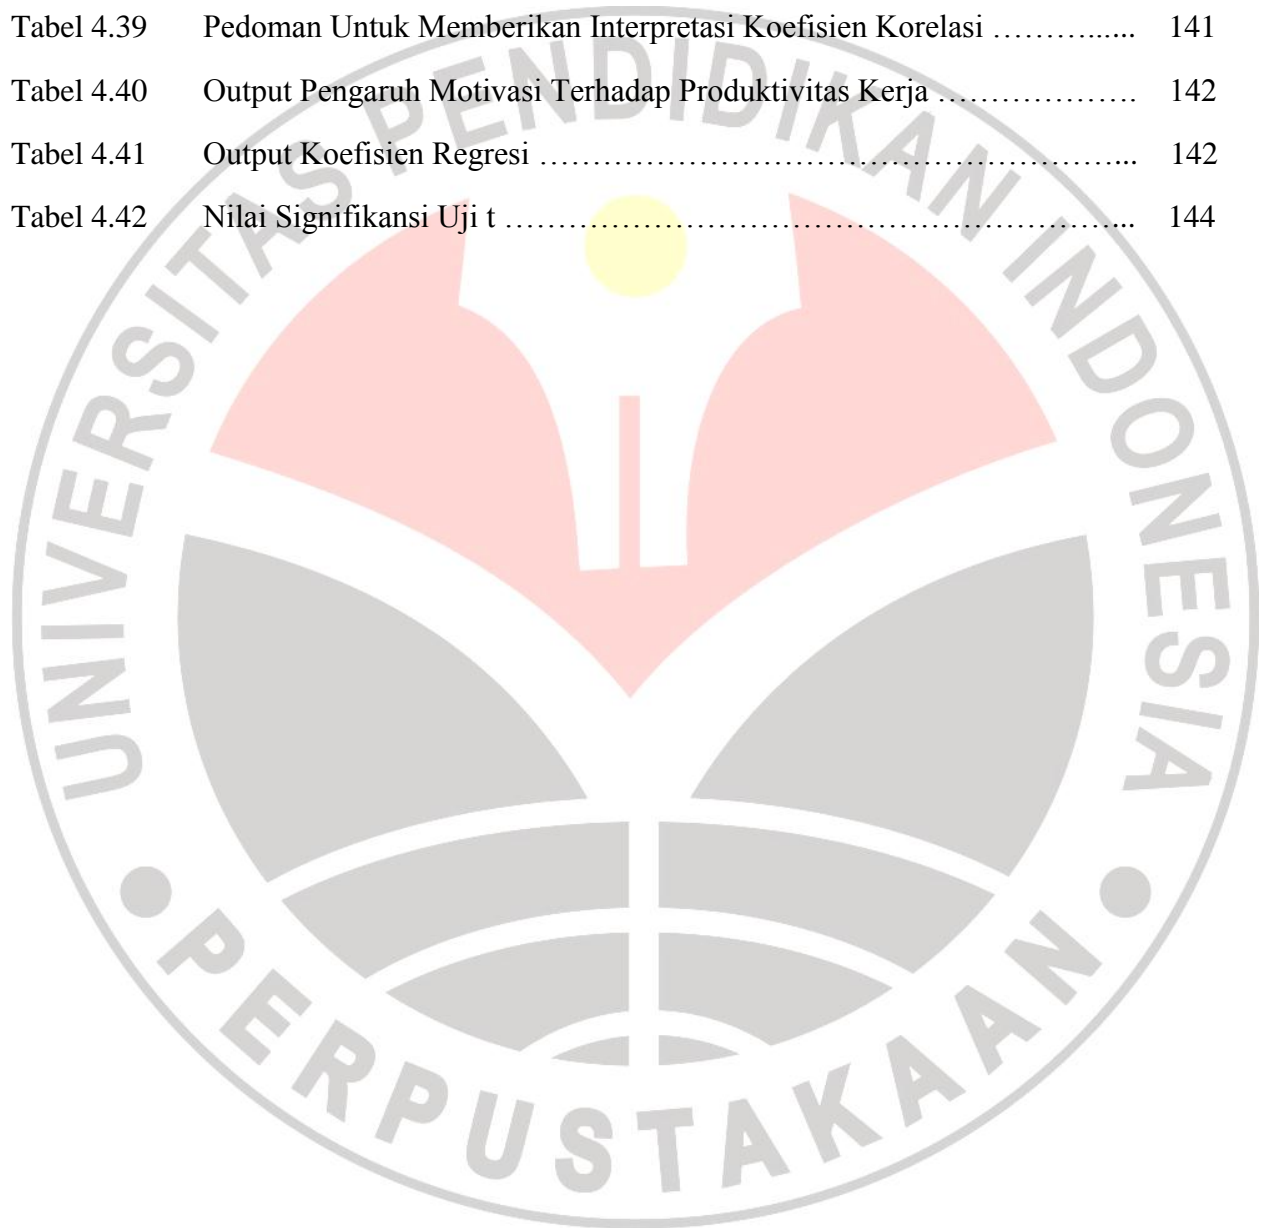 Tabel 4.39 Pedoman Untuk Memberikan Interpretasi Koefisien Korelasi ………...... 141
Tabel 4.40 Output Pengaruh Motivasi Terhadap Produktivitas Kerja ………………. 142
Tabel 4.41 Output Koefisien Regresi ………………………………………………... 142
Tabel 4.42 Nilai Signifikansi Uji t …………………………………………………... 144
UNIVERSITAS PENDIDIKAN INDONESIA
PERPUSTAKAAN